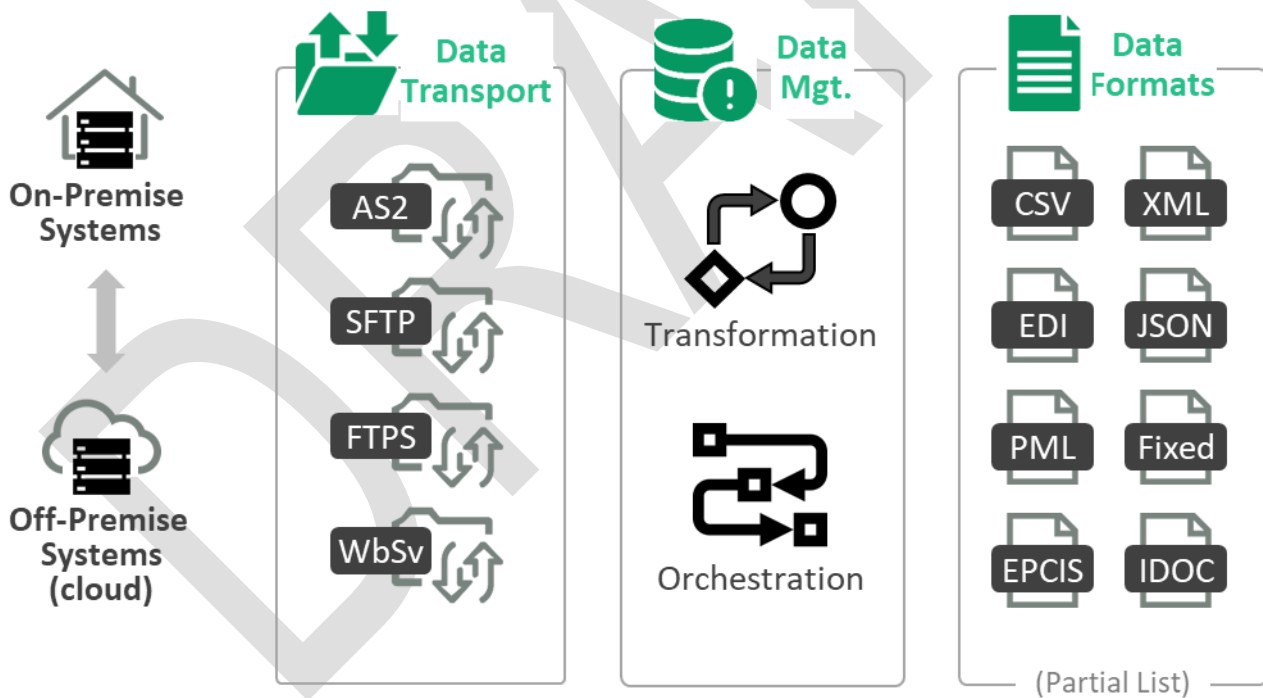 Data
Transport
Data
Mgt.
Data
Formats
On-Premise
Systems
Off-Premise
Systems
(cloud)
AS2
SFTP
FTPS
WbSv
Transformation
Orchestration
CSV
XML
EDI
JSON
PML
Fixed
EPCIS
IDOC
(Partial List)